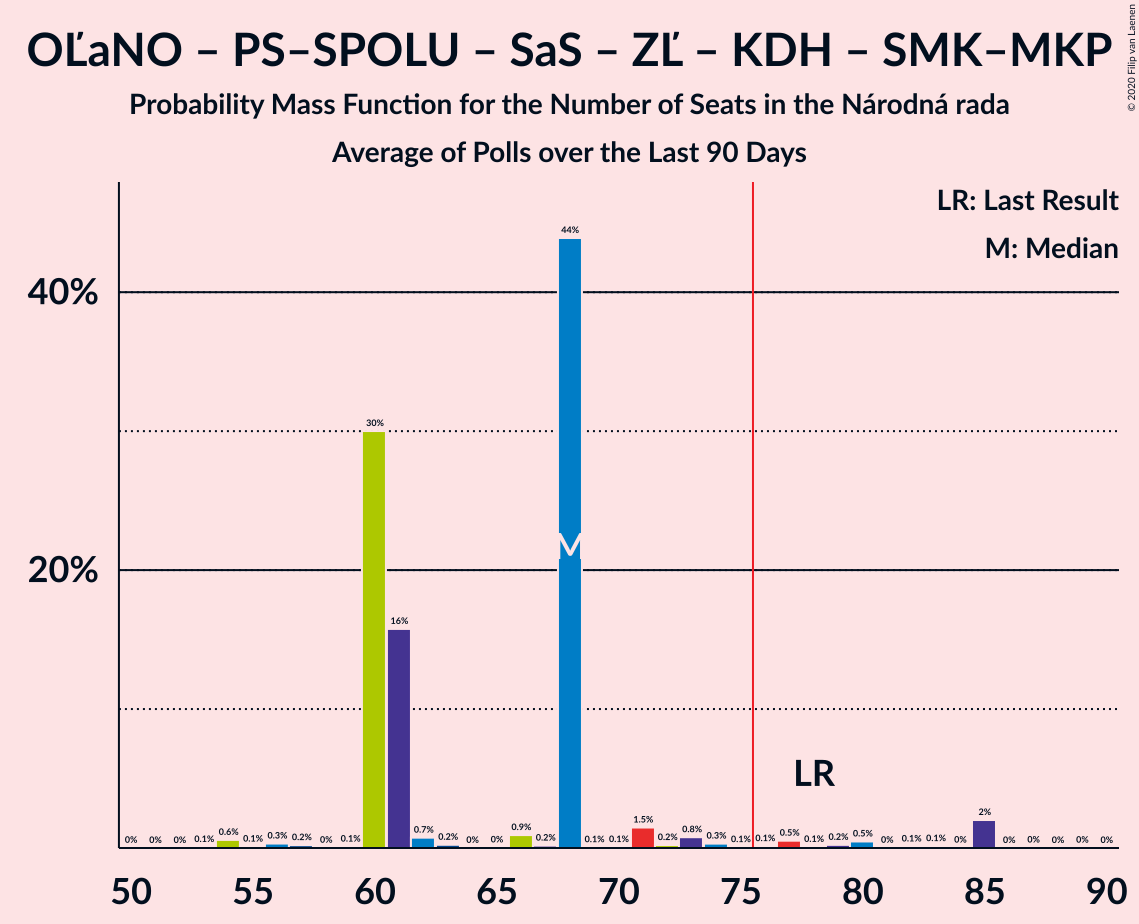 OĽaNO – PS–SPOLU – SaS – ZĽ – KDH – SMK–MKP
Probability Mass Function for the Number of Seats in the Národná rada
Average of Polls over the Last 90 Days
© 2020 Filip van Laenen
LR: Last Result
M: Median
40%
20%
0% 0% 0% 0.1% 0.6% 0.1% 0.3% 0.2% 0% 0.1% 30% 16% 0.7% 0.2% 0% 0% 0.9% 0.2% 44% 0.1% 0.1% 1.5% 0.2% 0.8% 0.3% 0.1% 0.1% 0.5% 0.1% 0.2% 0.5% 0% 0.1% 0.1% 0% 2% 0% 0% 0% 0% 0%
M
LR
50 55 60 65 70 75 80 85 90